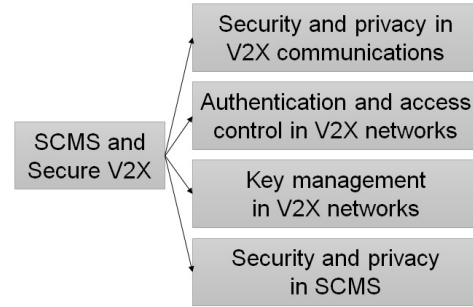 SCMS and
Secure V2X
Security and privacy in
V2X communications
Authentication and access
control in V2X networks
Key management
in V2X networks
Security and privacy
in SCMS